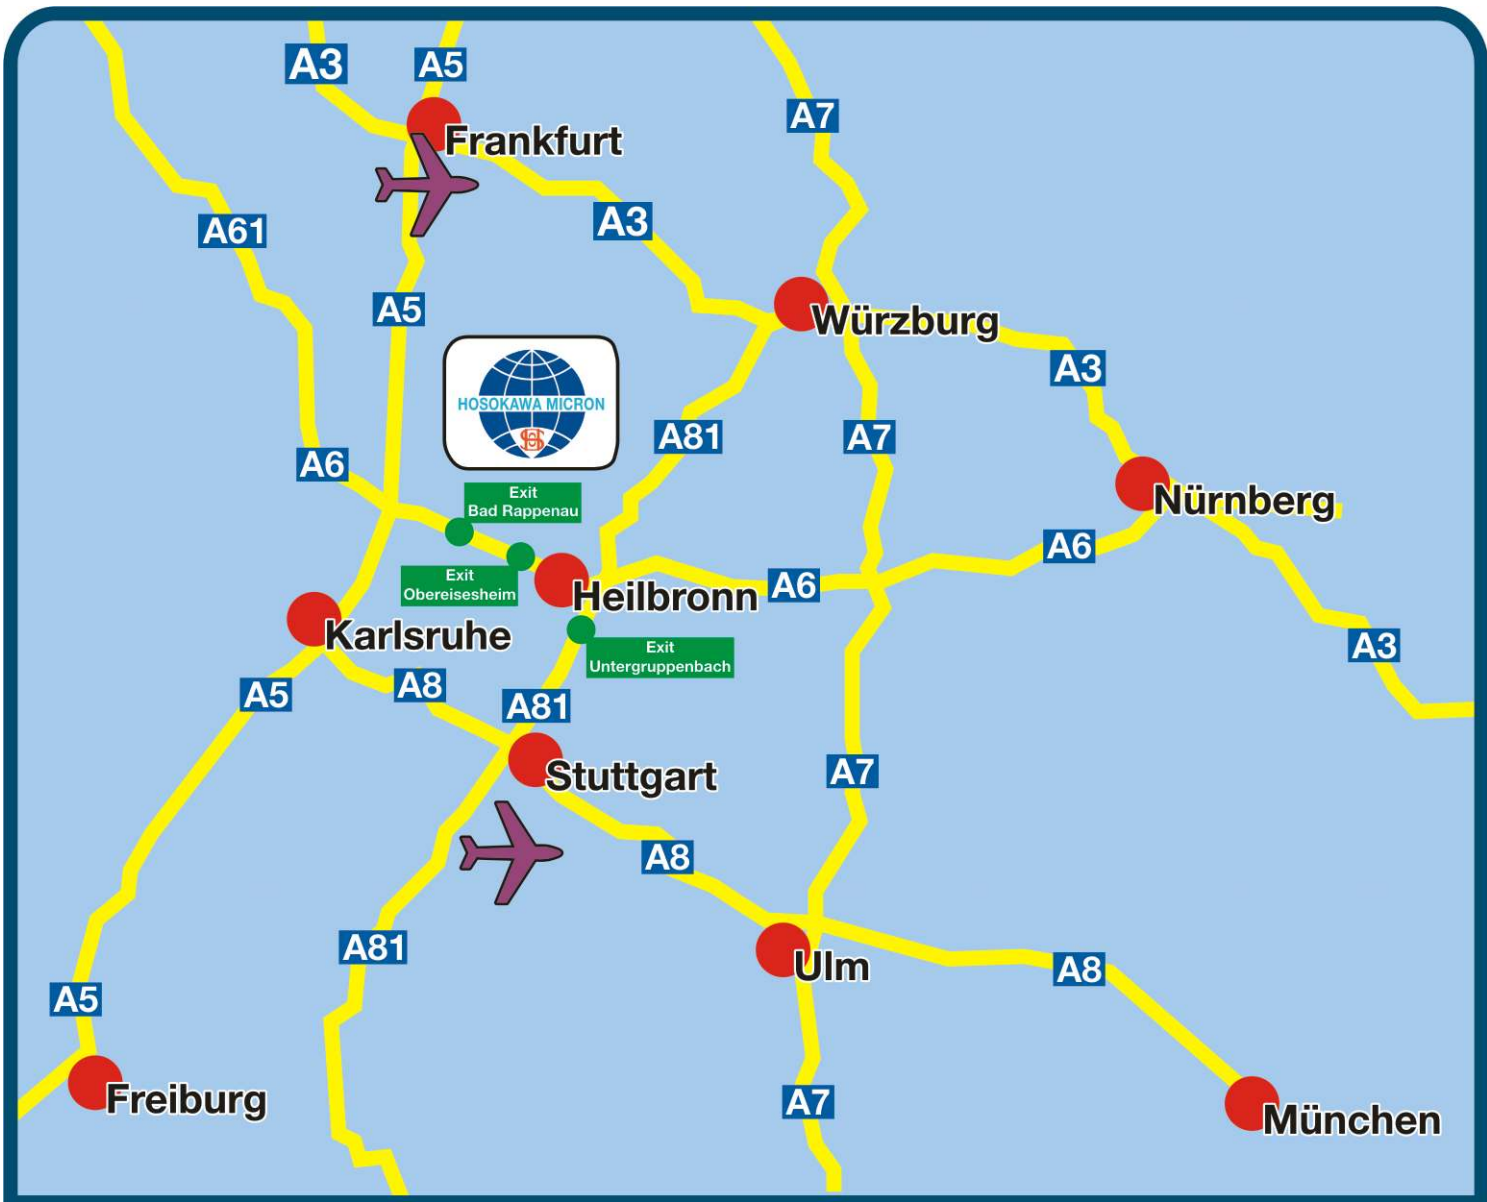 A3
A5
A7
Frankfurt
A61
A3
A5
Würzburg
A3
HOSOKAWA MICRON
A81
A7
A6
Exit
Bad Rappenau
Nürnberg
A6
Exit
Obereisesheim
A6
Heilbronn
Karlsruhe
Exit
Untergruppenbach
A3
A5
A8
A81
Stuttgart
A7
A8
A81
Ulm
A8
A5
Freiburg
A7
München